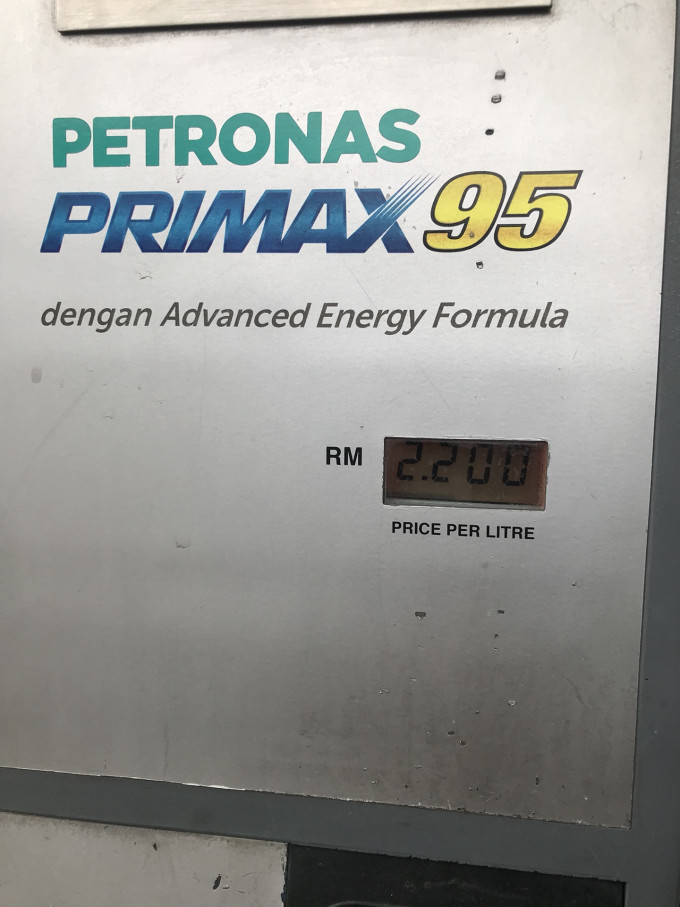 PETRONAS
PRIMAX 95
dengan Advanced Energy Formula
RM 2.200
PRICE PER LITRE